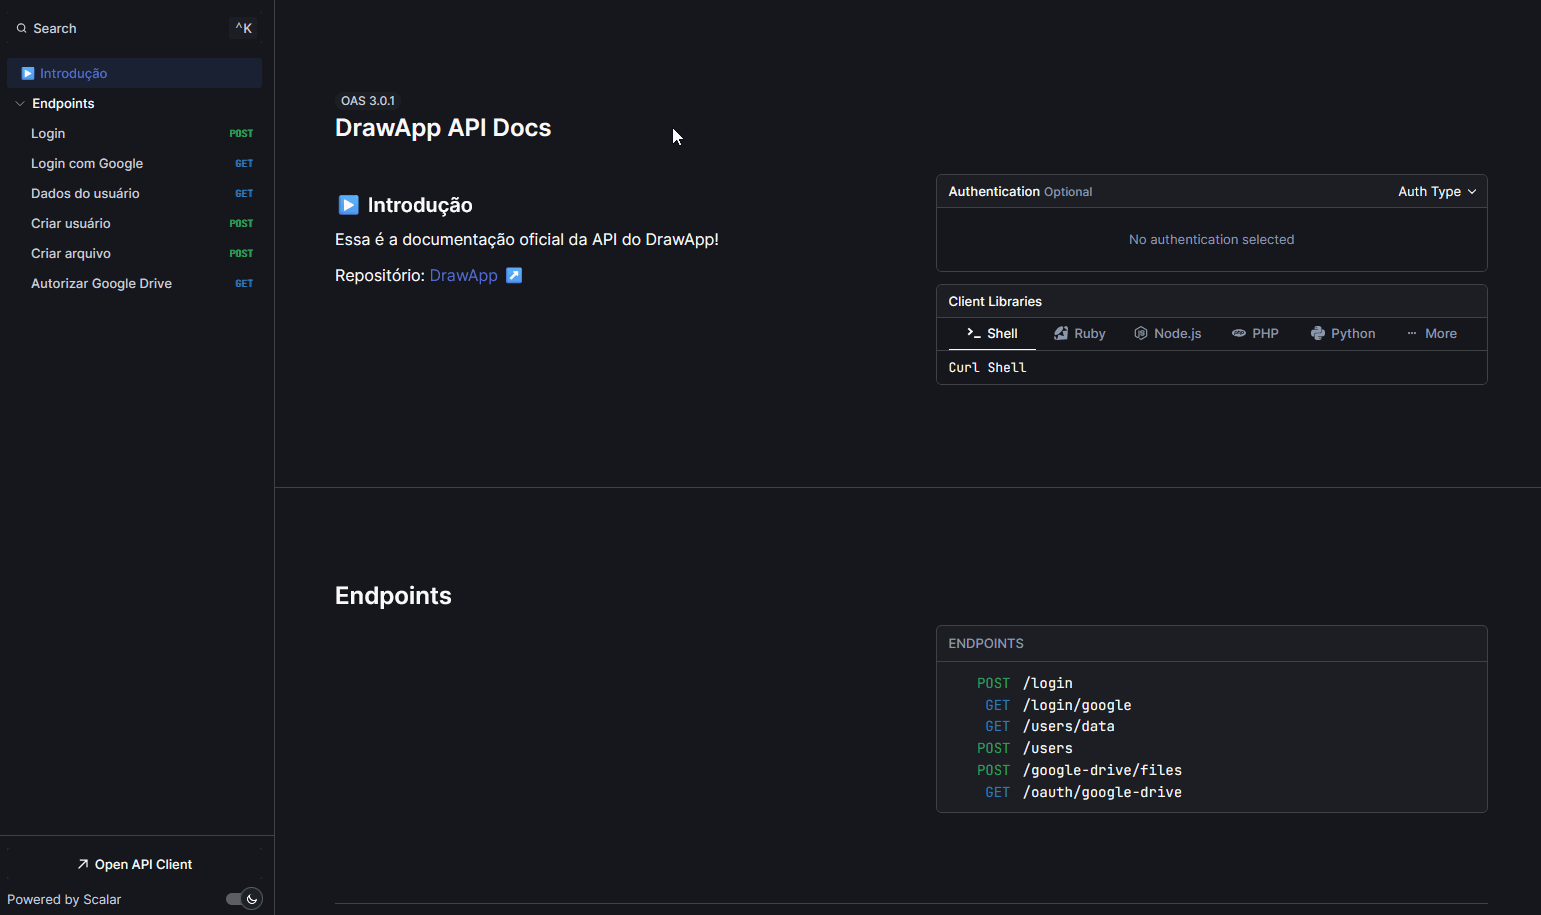 Search ^K
Introdução
Endpoints
Login POST
Login com Google GET
Dados do usuário GET
Criar usuário POST
Criar arquivo POST
Autorizar Google Drive GET
Open API Client
Powered by Scalar
OAS 3.0.1
DrawApp API Docs
Introdução
Essa é a documentação oficial da API do DrawApp!
Repositório: DrawApp
Authentication Optional Auth Type
No authentication selected
Client Libraries
Shell Ruby Node.js PHP Python More
Curl Shell
Endpoints
ENDPOINTS
POST /login
GET /login/google
GET /users/data
POST /users
POST /google-drive/files
GET /oauth/google-drive